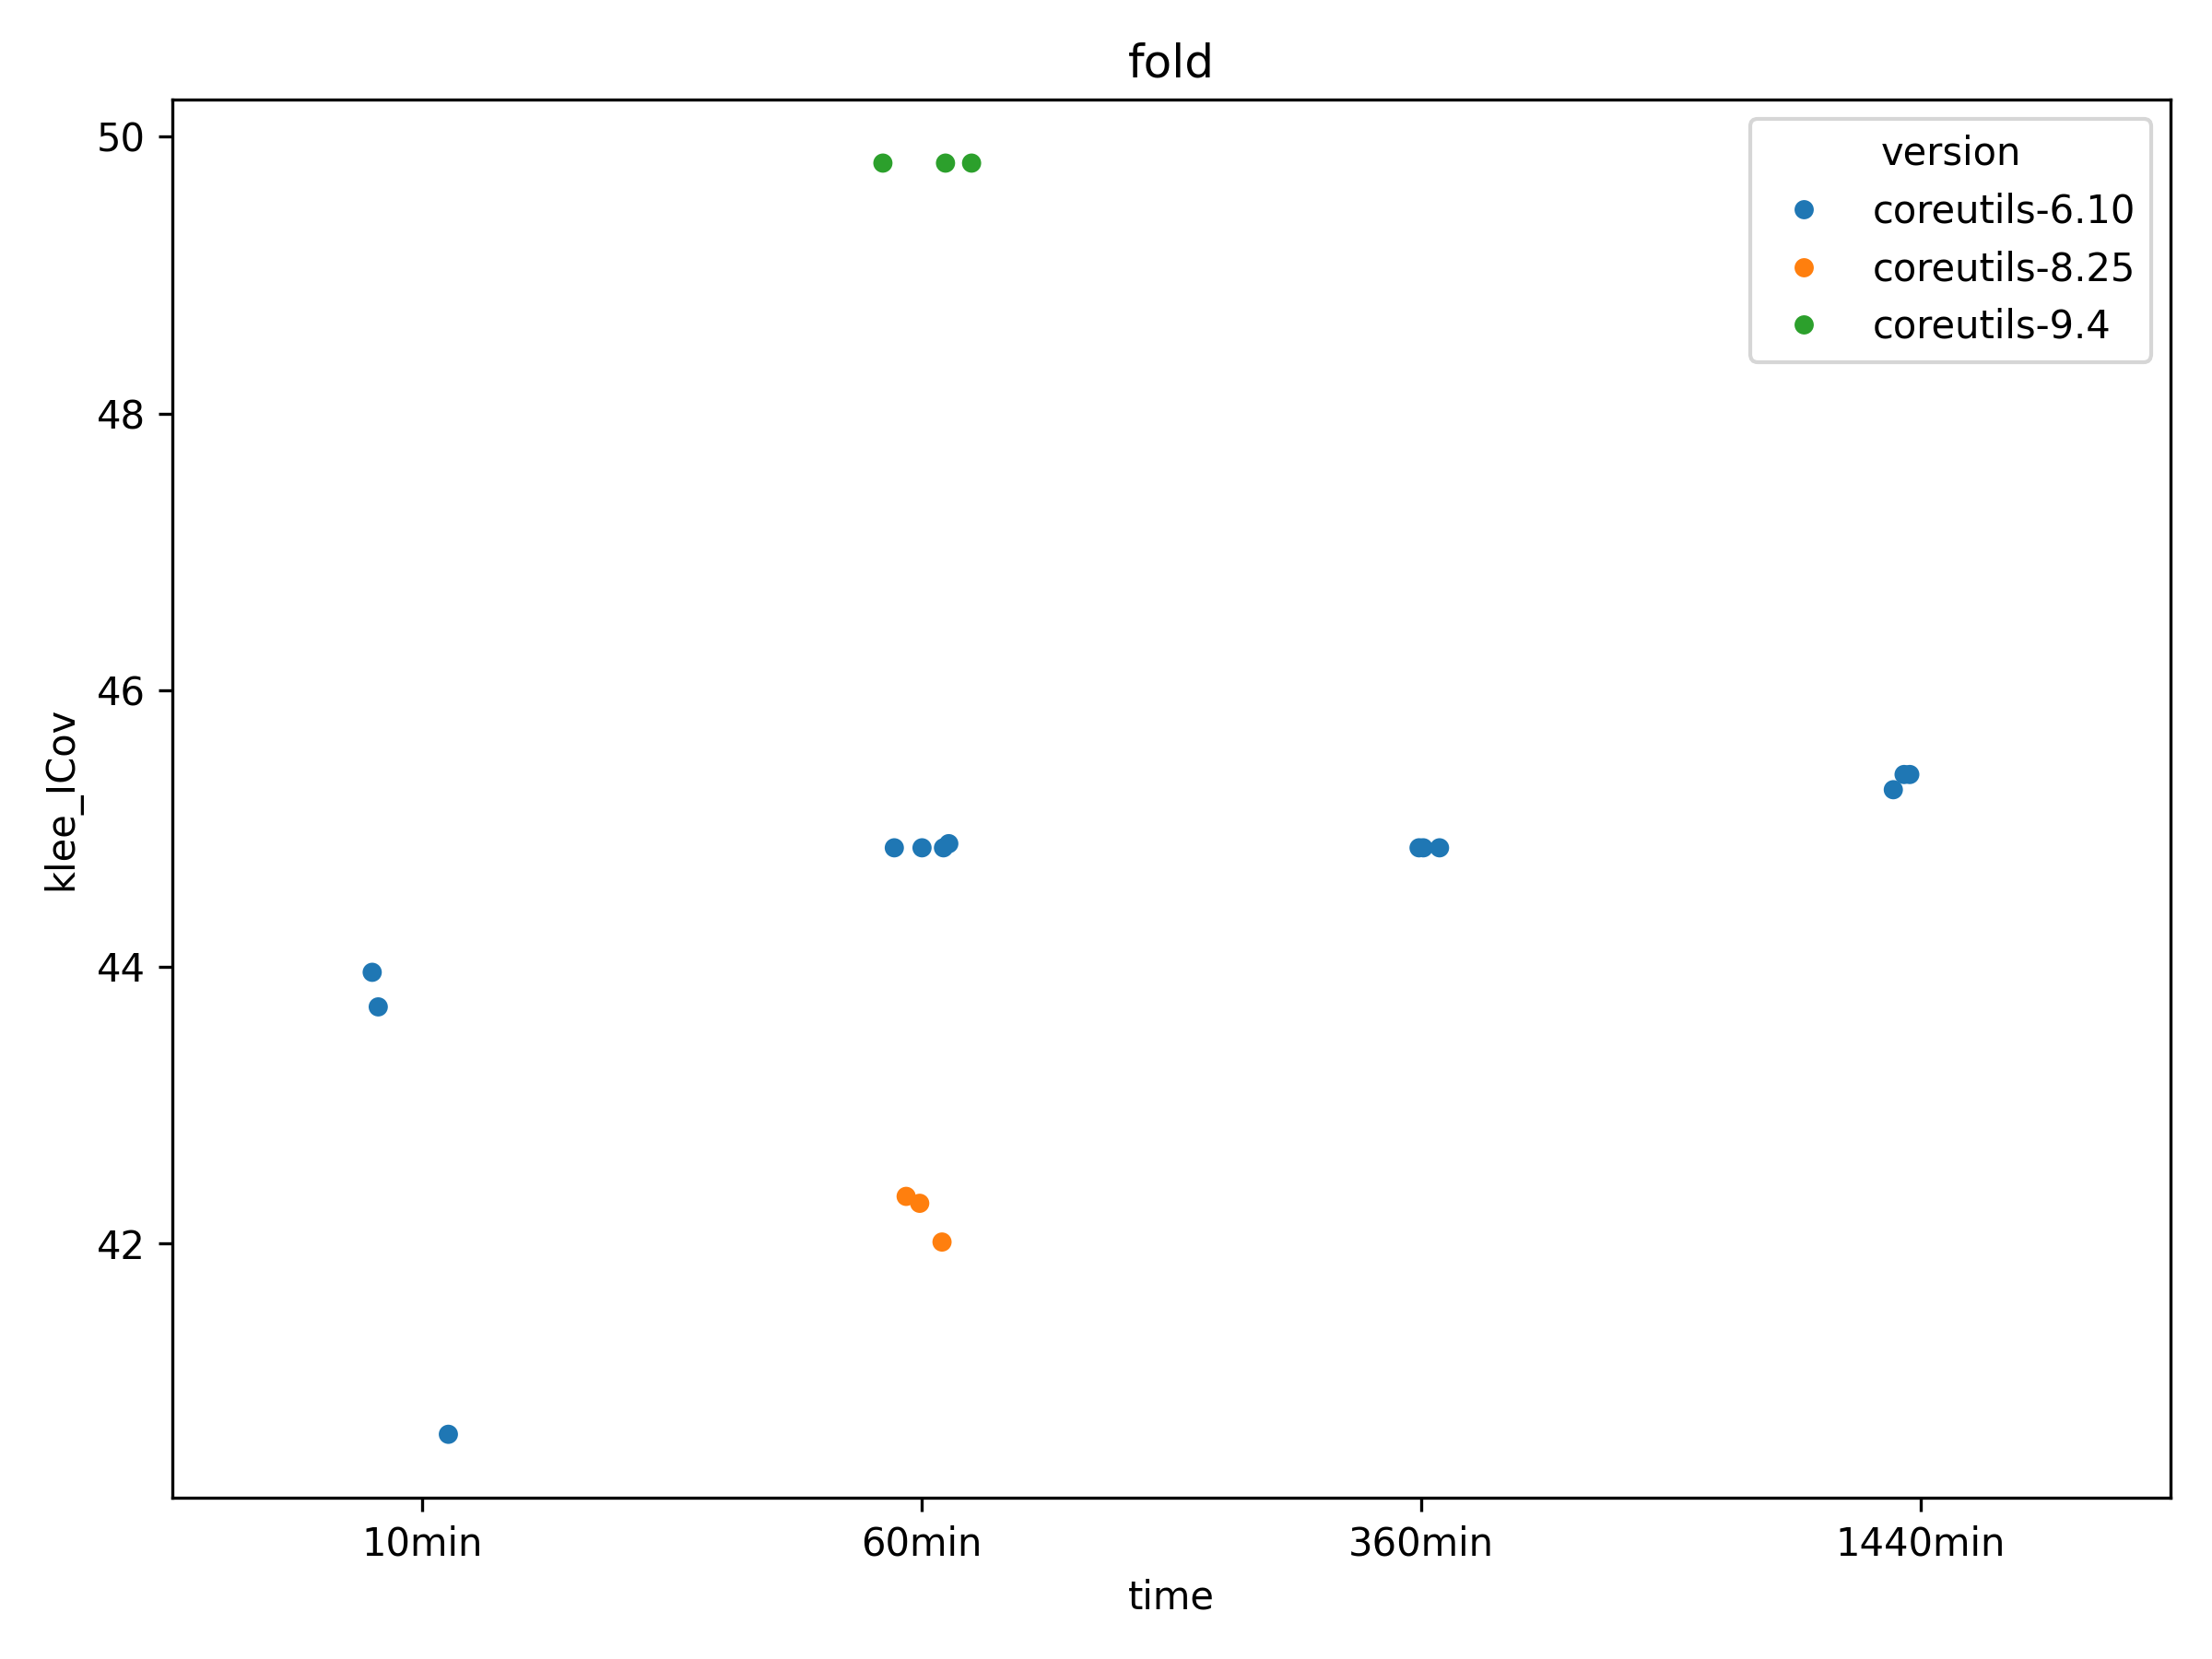 fold
version
coreutils-6.10
coreutils-8.25
coreutils-9.4
50
48
46
44
42
klee_ICov
10min
60min
360min
1440min
time